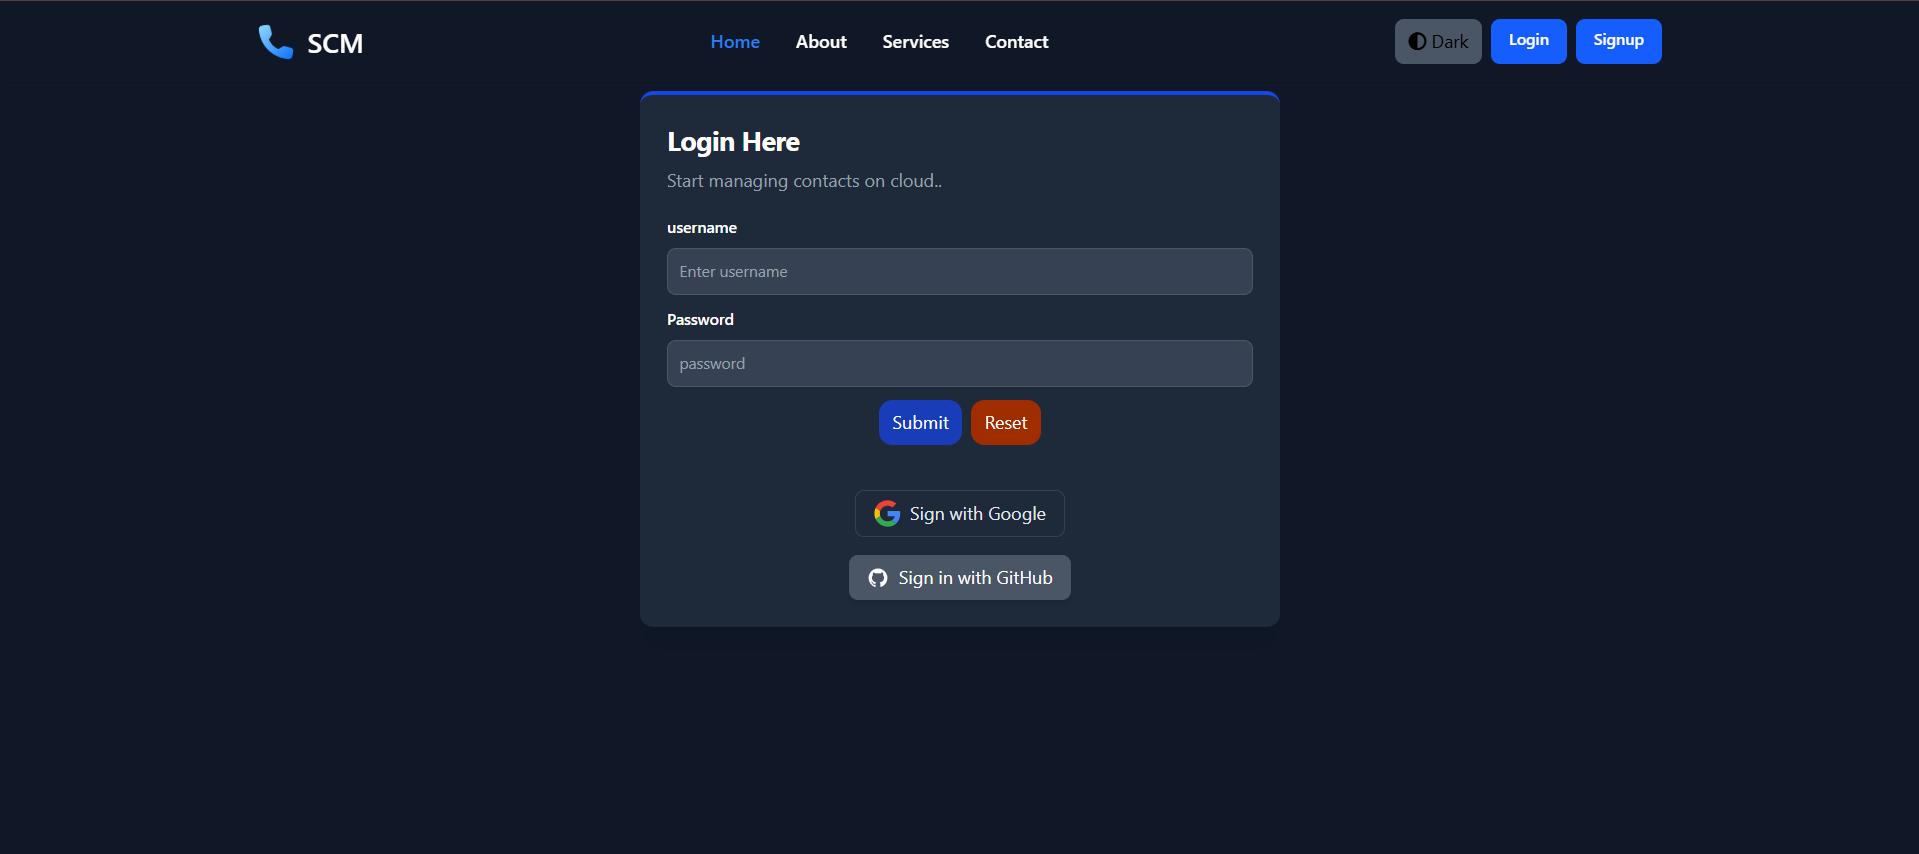 SCM
Home About Services Contact
Dark Login Signup
Login Here
Start managing contacts on cloud..
username
Enter username
Password
password
Submit Reset
Sign with Google
Sign in with GitHub